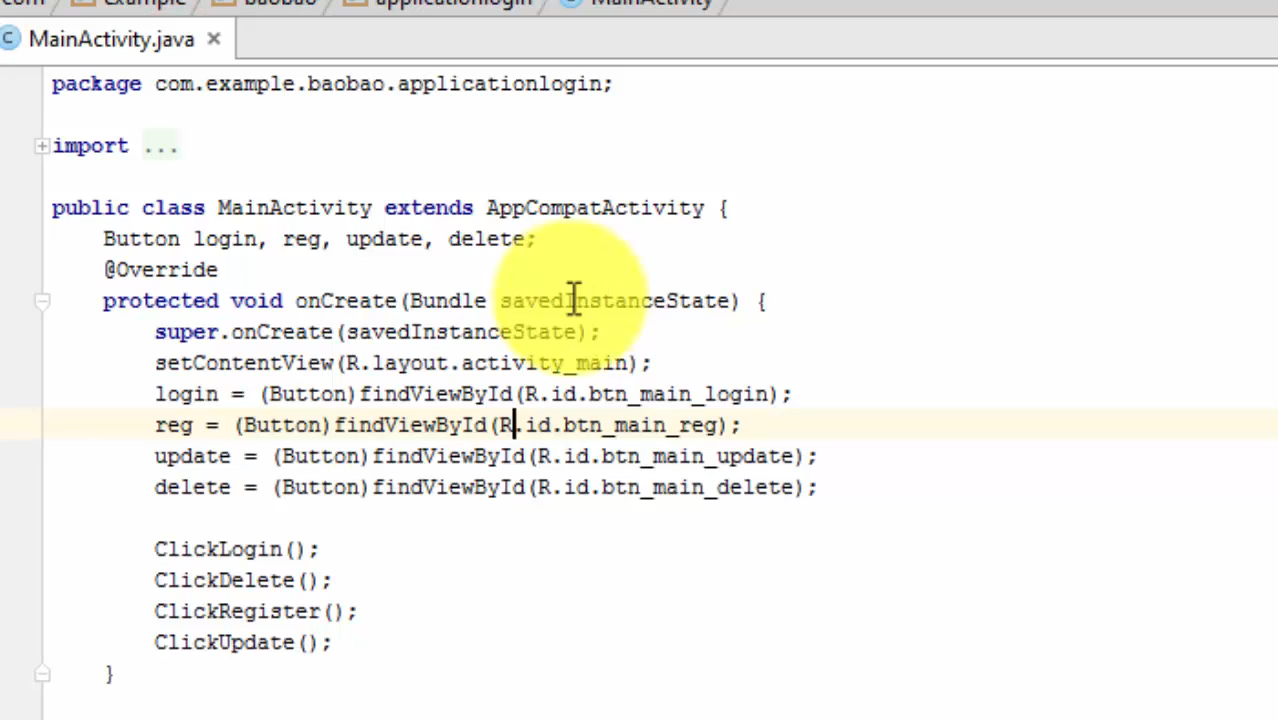 com example baobao applicationlogin MainActivity
MainActivity.java
package com.example.baobao.applicationlogin;
import ...
public class MainActivity extends AppCompatActivity {
Button login, reg, update, delete;
@Override
protected void onCreate(Bundle savedInstanceState) {
super.onCreate(savedInstanceState);
setContentView(R.layout.activity_main);
login = (Button)findViewById(R.id.btn_main_login);
reg = (Button)findViewById(R.id.btn_main_reg);
update = (Button)findViewById(R.id.btn_main_update);
delete = (Button)findViewById(R.id.btn_main_delete);
ClickLogin();
ClickDelete();
ClickRegister();
ClickUpdate();
}